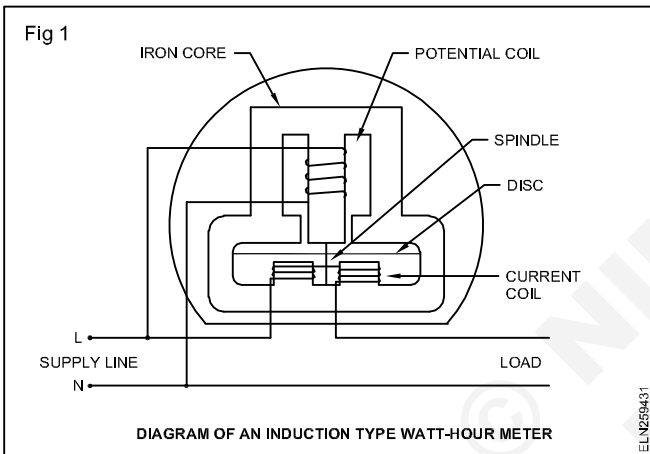 Fig 1
IRON CORE
POTENTIAL COIL
SPINDLE
DISC
CURRENT
COIL
L
SUPPLY LINE
LOAD
N
DIAGRAM OF AN INDUCTION TYPE WATT-HOUR METER
ELN259431